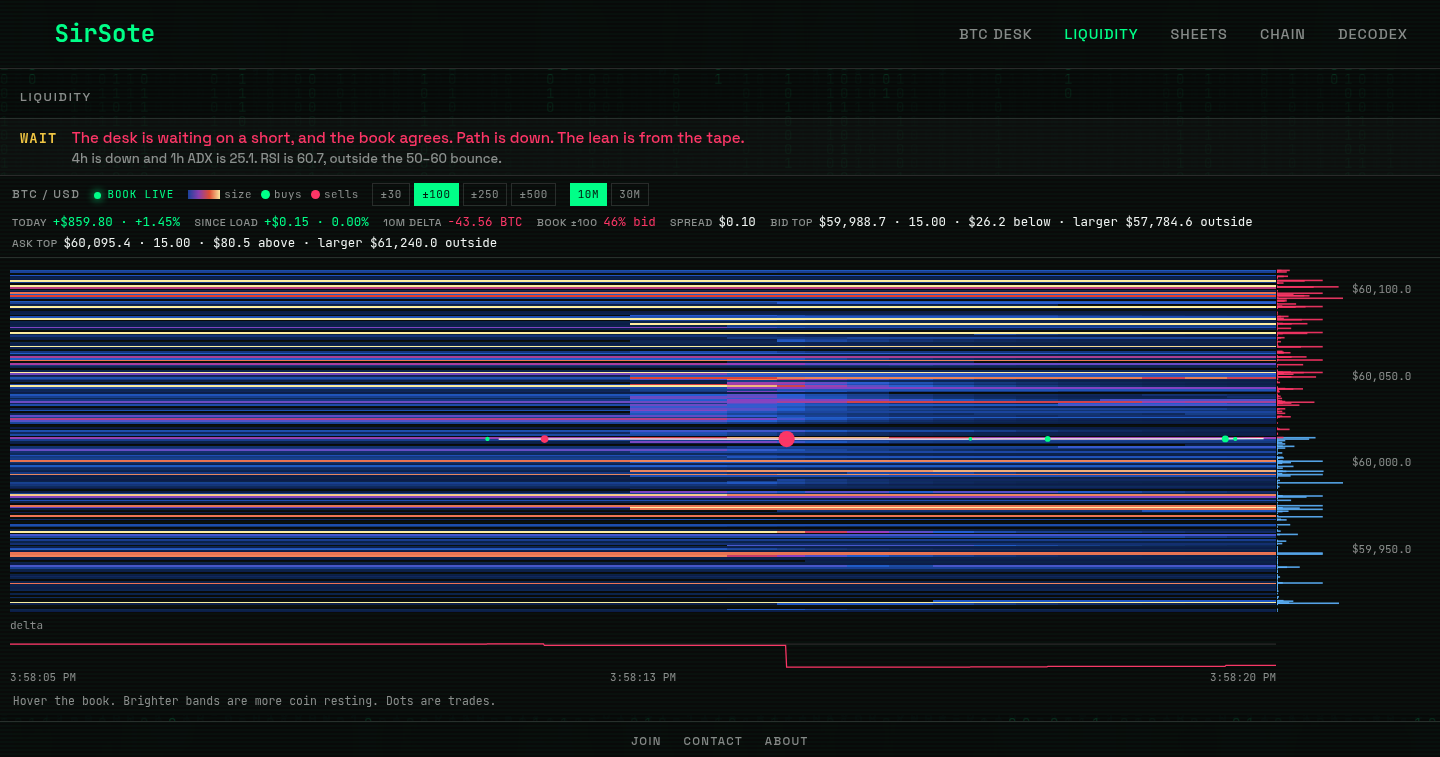 SirSote
BTC DESK LIQUIDITY SHEETS CHAIN DECODEX
LIQUIDITY
WAIT The desk is waiting on a short, and the book agrees. Path is down. The lean is from the tape.
4h is down and 1h ADX is 25.1. RSI is 60.7, outside the 50–60 bounce.
BTC / USD BOOK LIVE size buys sells ±30 ±100 ±250 ±500 10M 30M
TODAY +$859.80 · +1.45% SINCE LOAD +$0.15 · 0.00% 10M DELTA -43.56 BTC BOOK ±100 46% bid SPREAD $0.10 BID TOP $59,988.7 · 15.00 · $26.2 below · larger $57,784.6 outside
ASK TOP $60,095.4 · 15.00 · $80.5 above · larger $61,240.0 outside
$60,100.0
$60,050.0
$60,000.0
$59,950.0
delta
3:58:05 PM 3:58:13 PM 3:58:20 PM
Hover the book. Brighter bands are more coin resting. Dots are trades.
JOIN CONTACT ABOUT